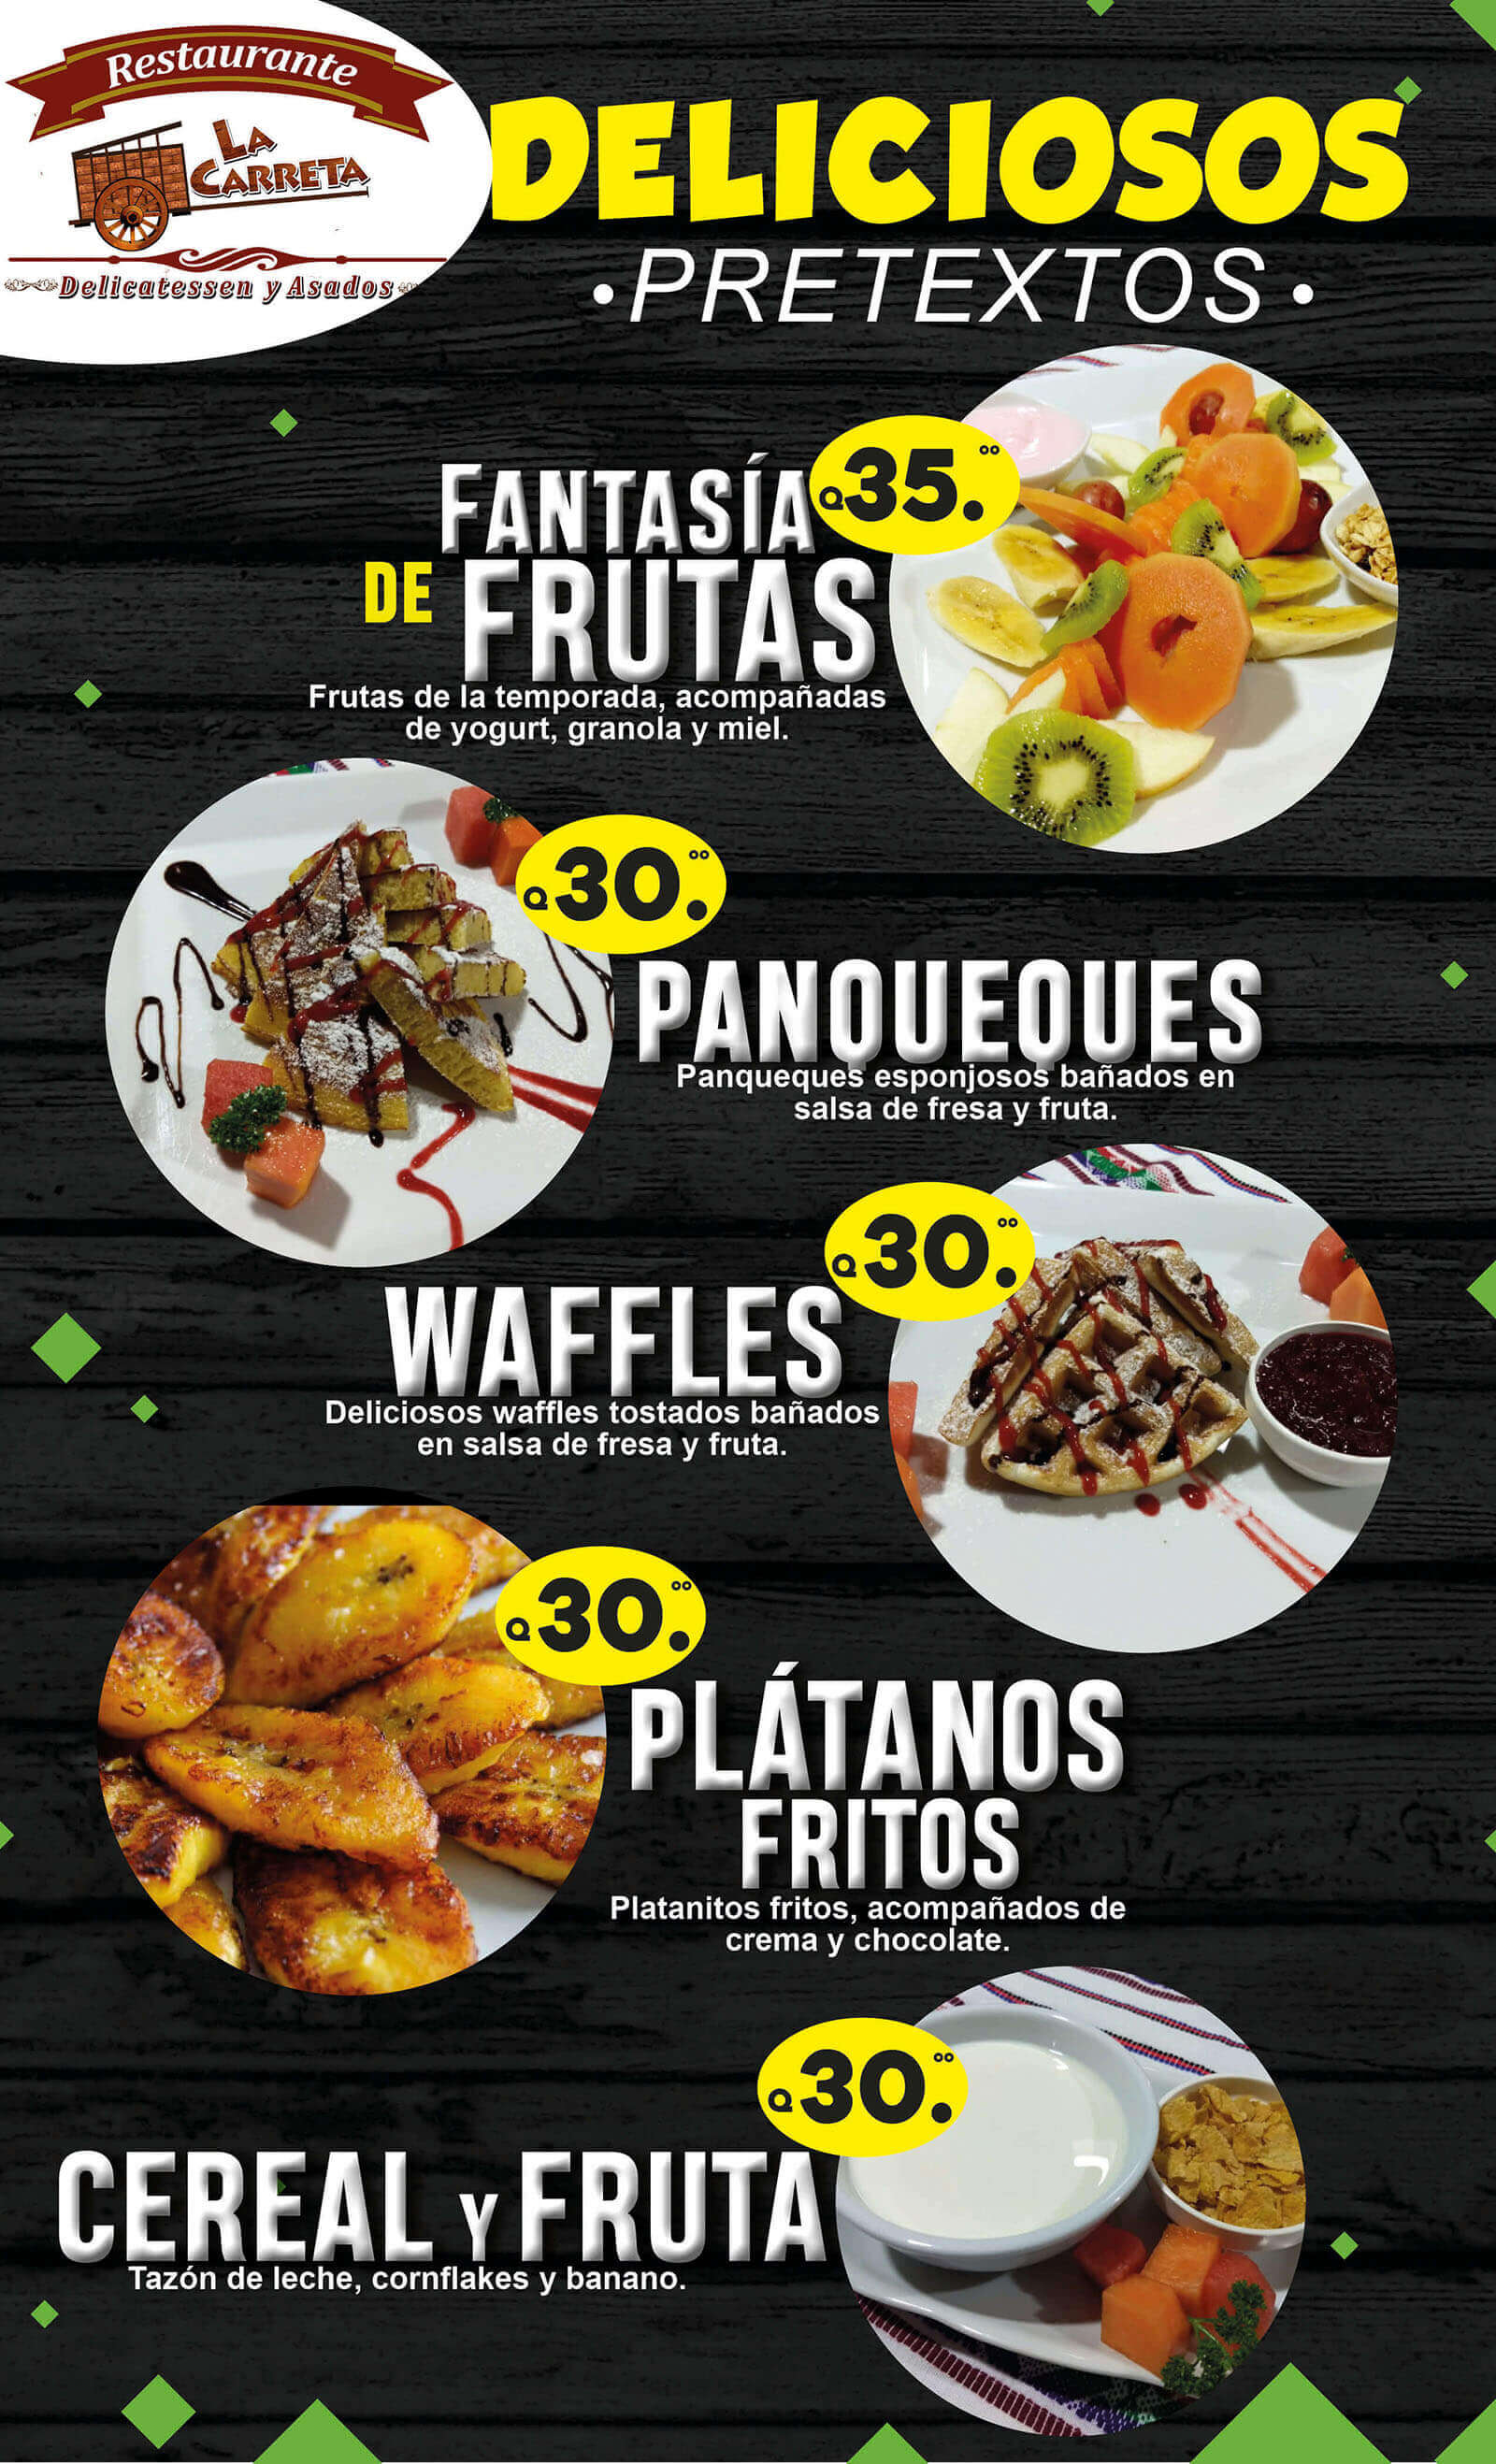 Restaurante
LA
CARRETA
Delicatessen y Asados
DELICIOSOS
•PRETEXTOS•
FANTASÍA
Q35.00
DE FRUTAS
Frutas de la temporada, acompañadas
de yogurt, granola y miel.
Q30.00
PANQUEQUES
Panqueques esponjosos bañados en
salsa de fresa y fruta.
Q30.00
WAFFLES
Deliciosos waffles tostados bañados
en salsa de fresa y fruta.
Q30.00
PLÁTANOS
FRITOS
Platanitos fritos, acompañados de
crema y chocolate.
Q30.00
CEREAL Y FRUTA
Tazón de leche, cornflakes y banano.